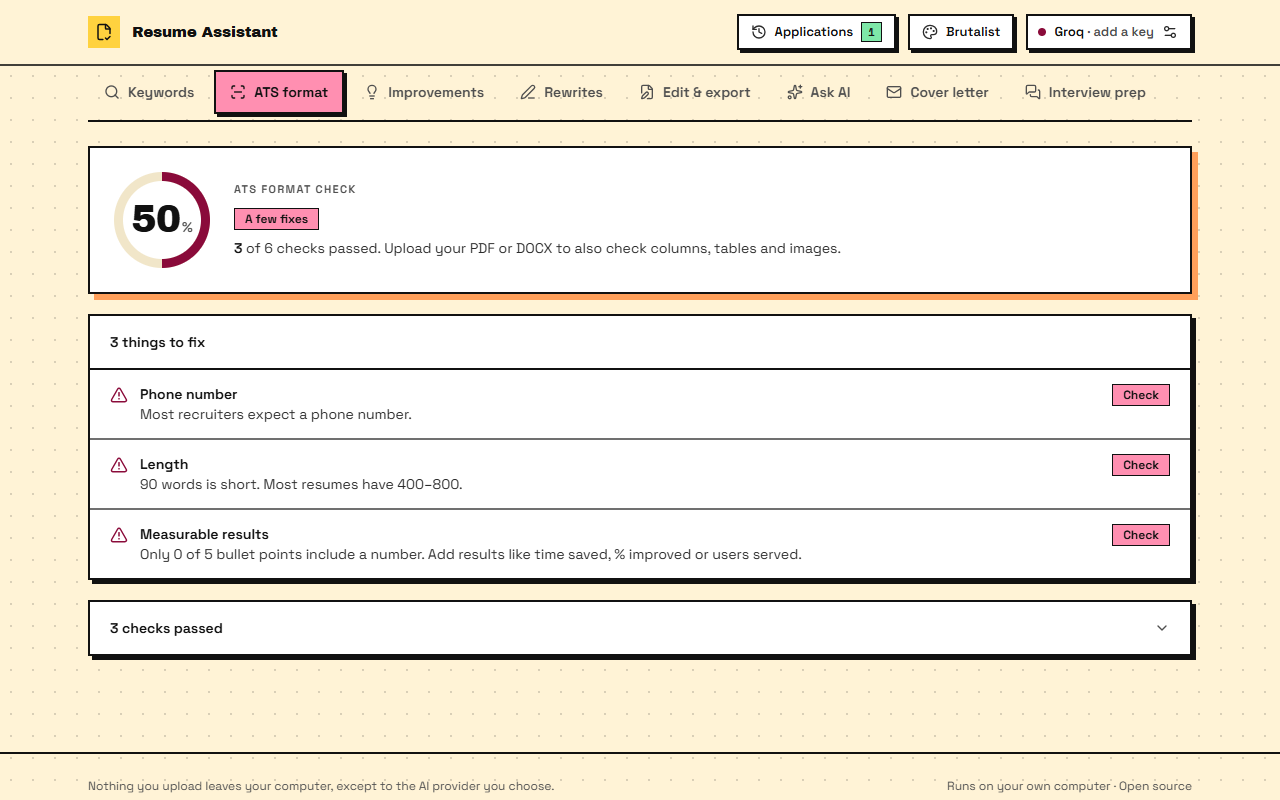 Resume Assistant
Applications 1
Brutalist
Groq · add a key
Keywords
ATS format
Improvements
Rewrites
Edit & export
Ask AI
Cover letter
Interview prep
50%
ATS FORMAT CHECK
A few fixes
3 of 6 checks passed. Upload your PDF or DOCX to also check columns, tables and images.
3 things to fix
Phone number
Most recruiters expect a phone number.
Check
Length
90 words is short. Most resumes have 400–800.
Check
Measurable results
Only 0 of 5 bullet points include a number. Add results like time saved, % improved or users served.
Check
3 checks passed
Nothing you upload leaves your computer, except to the AI provider you choose.
Runs on your own computer · Open source